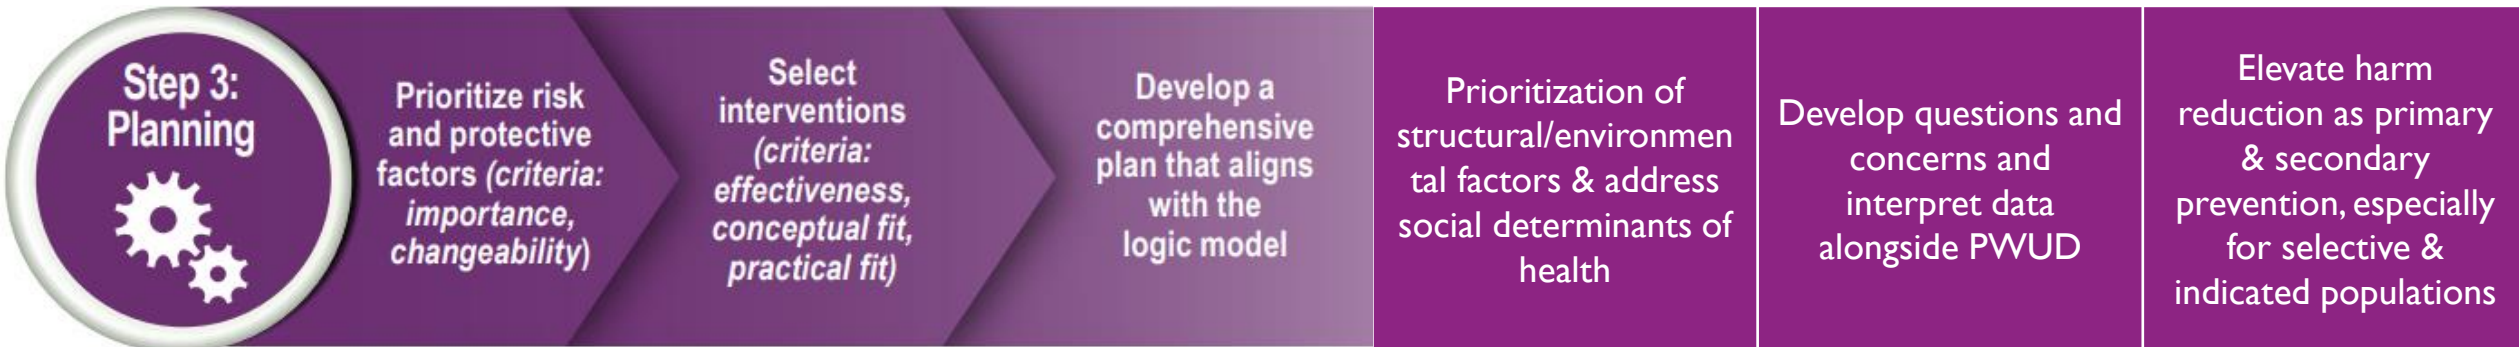 Step 3:
Planning
Prioritize risk
and protective
factors (criteria:
importance,
changeability)
Select
interventions
(criteria:
effectiveness,
conceptual fit,
practical fit)
Develop a
comprehensive
plan that aligns
with the
logic model
Prioritization of
structural/environmen
tal factors & address
social determinants of
health
Develop questions and
concerns and
interpret data
alongside PWUD
Elevate harm
reduction as primary
& secondary
prevention, especially
for selective &
indicated populations